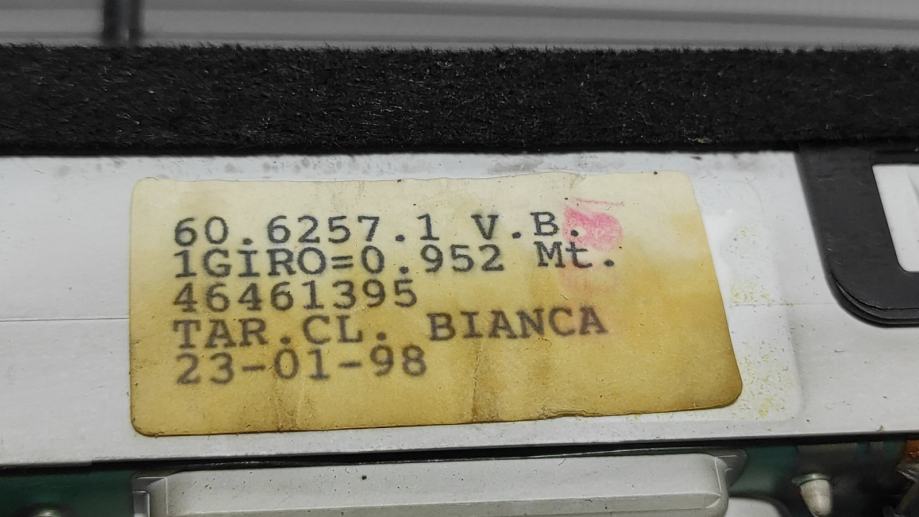 60.6257.1 V.B.
1GiRO=0.952 Mt.
46461395
TAR.CL. BIANCA
23-01-98